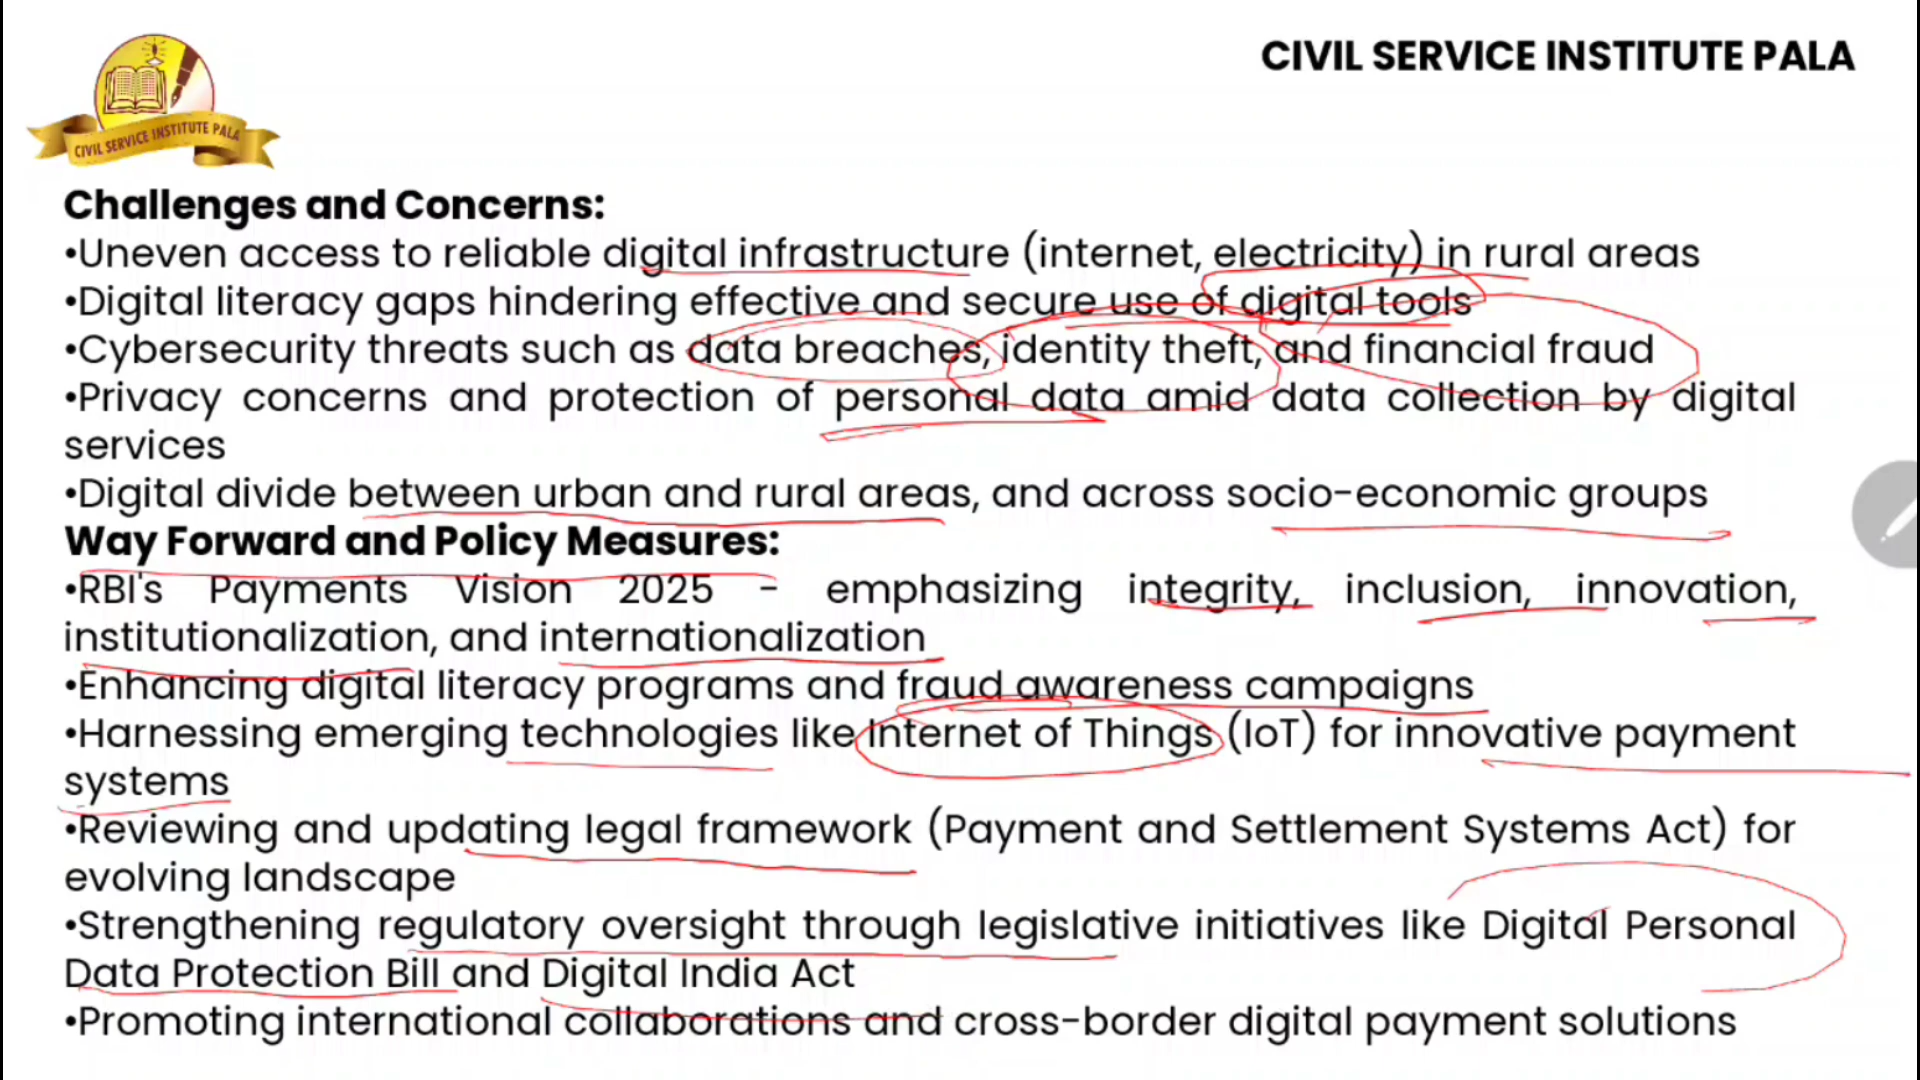 CIVIL SERVICE INSTITUTE PALA
CIVIL SERVICE INSTITUTE PALA
Challenges and Concerns:
•Uneven access to reliable digital infrastructure (internet, electricity) in rural areas
•Digital literacy gaps hindering effective and secure use of digital tools
•Cybersecurity threats such as data breaches, identity theft, and financial fraud
•Privacy concerns and protection of personal data amid data collection by digital
services
•Digital divide between urban and rural areas, and across socio-economic groups
Way Forward and Policy Measures:
•RBI's Payments Vision 2025 - emphasizing integrity, inclusion, innovation,
institutionalization, and internationalization
•Enhancing digital literacy programs and fraud awareness campaigns
•Harnessing emerging technologies like Internet of Things (IoT) for innovative payment
systems
•Reviewing and updating legal framework (Payment and Settlement Systems Act) for
evolving landscape
•Strengthening regulatory oversight through legislative initiatives like Digital Personal
Data Protection Bill and Digital India Act
•Promoting international collaborations and cross-border digital payment solutions